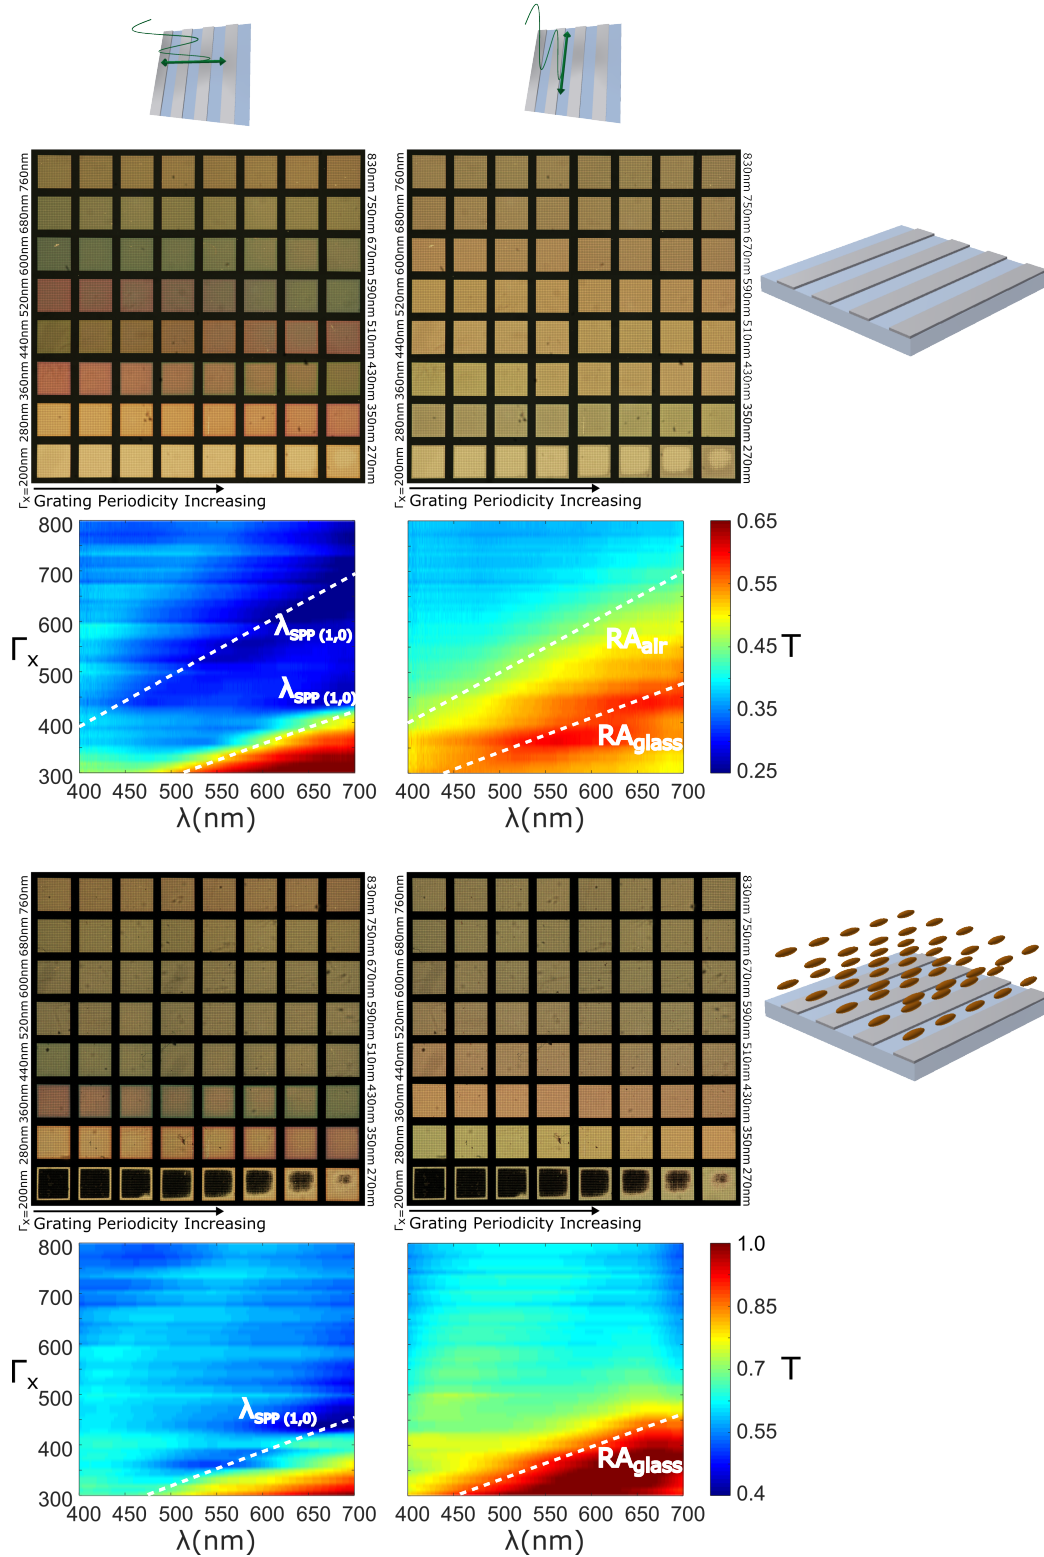 760nm
680nm
600nm
520nm
440nm
360nm
280nm
Γx=200nm
830nm
750nm
670nm
590nm
510nm
430nm
350nm
270nm
Grating Periodicity Increasing
760nm
680nm
600nm
520nm
440nm
360nm
280nm
Γx=200nm
830nm
750nm
670nm
590nm
510nm
430nm
350nm
270nm
Grating Periodicity Increasing
800
700
600
500
400
300
Γx
λSPP (1,0)
λSPP (1,0)
400 450 500 550 600 650 700
λ(nm)
RAair
RAglass
400 450 500 550 600 650 700
λ(nm)
0.65
0.55
0.45
0.35
0.25
T
760nm
680nm
600nm
520nm
440nm
360nm
280nm
Γx=200nm
830nm
750nm
670nm
590nm
510nm
430nm
350nm
270nm
Grating Periodicity Increasing
760nm
680nm
600nm
520nm
440nm
360nm
280nm
Γx=200nm
830nm
750nm
670nm
590nm
510nm
430nm
350nm
270nm
Grating Periodicity Increasing
800
700
600
500
400
300
Γx
λSPP (1,0)
400 450 500 550 600 650 700
λ(nm)
RAglass
400 450 500 550 600 650 700
λ(nm)
1.0
0.85
0.7
0.55
0.4
T